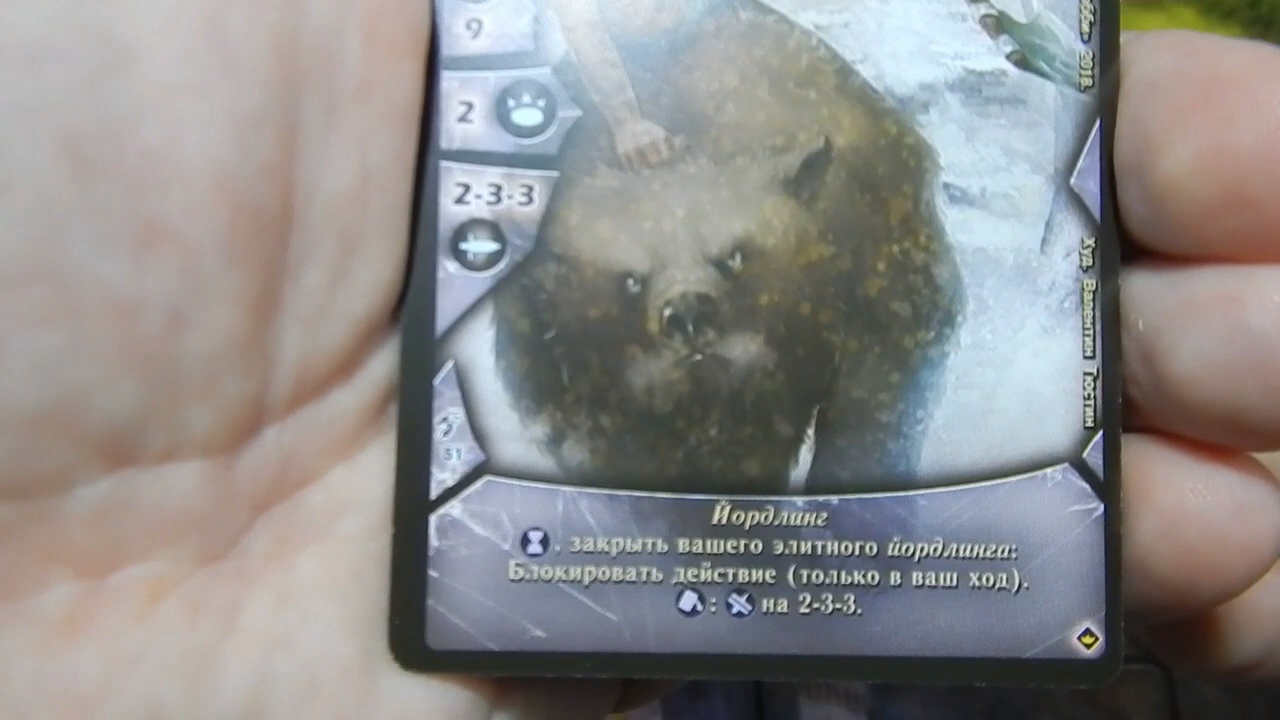 9
2
2-3-3
51
2018.
Худ. Валентин Тюстин
Йордлинг
, закрыть вашего элитного йордлинга:
Блокировать действие (только в ваш ход).
: на 2-3-3.